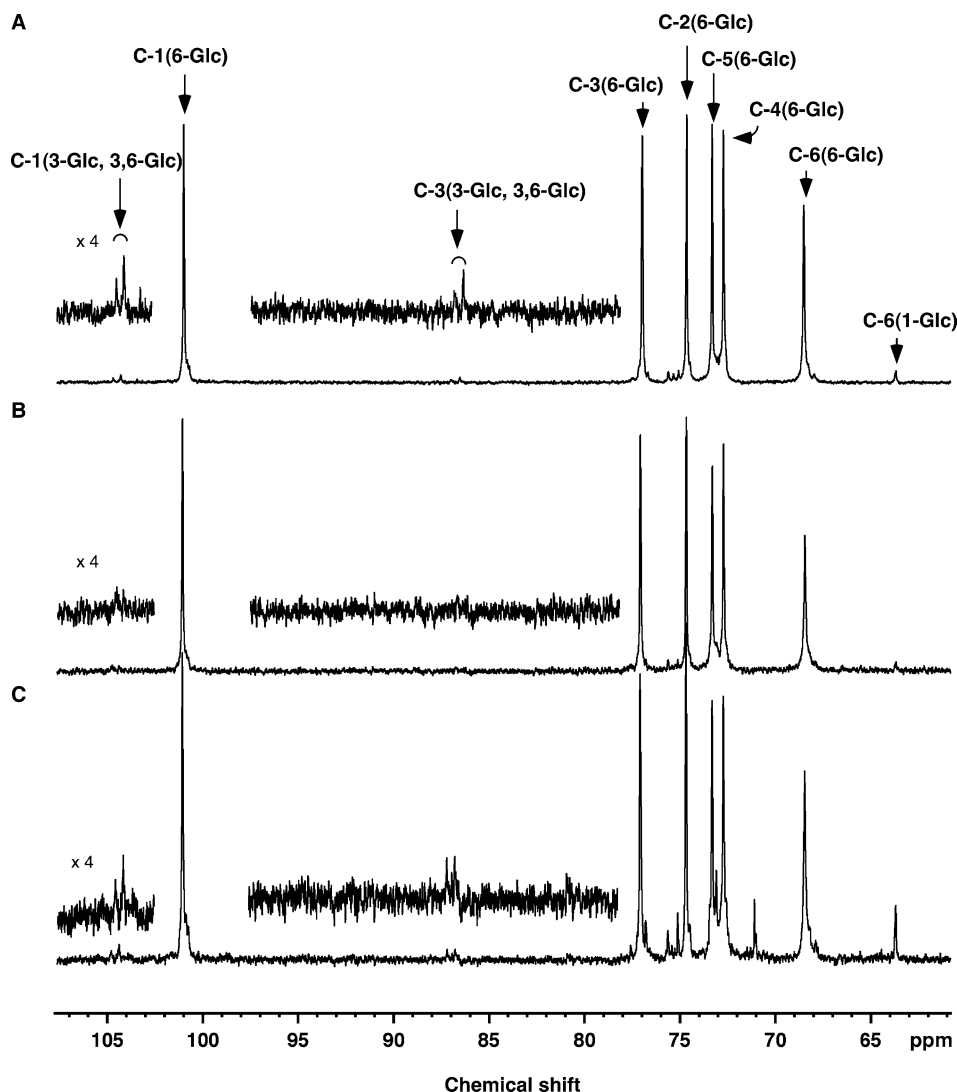 A
C-2(6-Glc)
C-1(6-Glc)
C-5(6-Glc)
C-3(6-Glc)
C-4(6-Glc)
C-1(3-Glc, 3,6-Glc)
C-6(6-Glc)
C-3(3-Glc, 3,6-Glc)
x 4
C-6(1-Glc)
B
x 4
C
x 4
105 100 95 90 85 80 75 70 65 ppm
Chemical shift